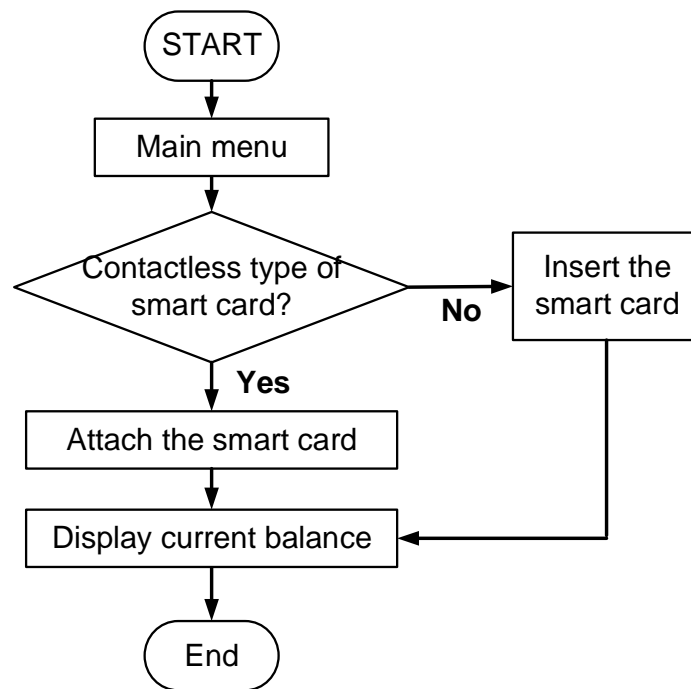 START
Main menu
Contactless type of
smart card?
No
Insert the
smart card
Yes
Attach the smart card
Display current balance
End